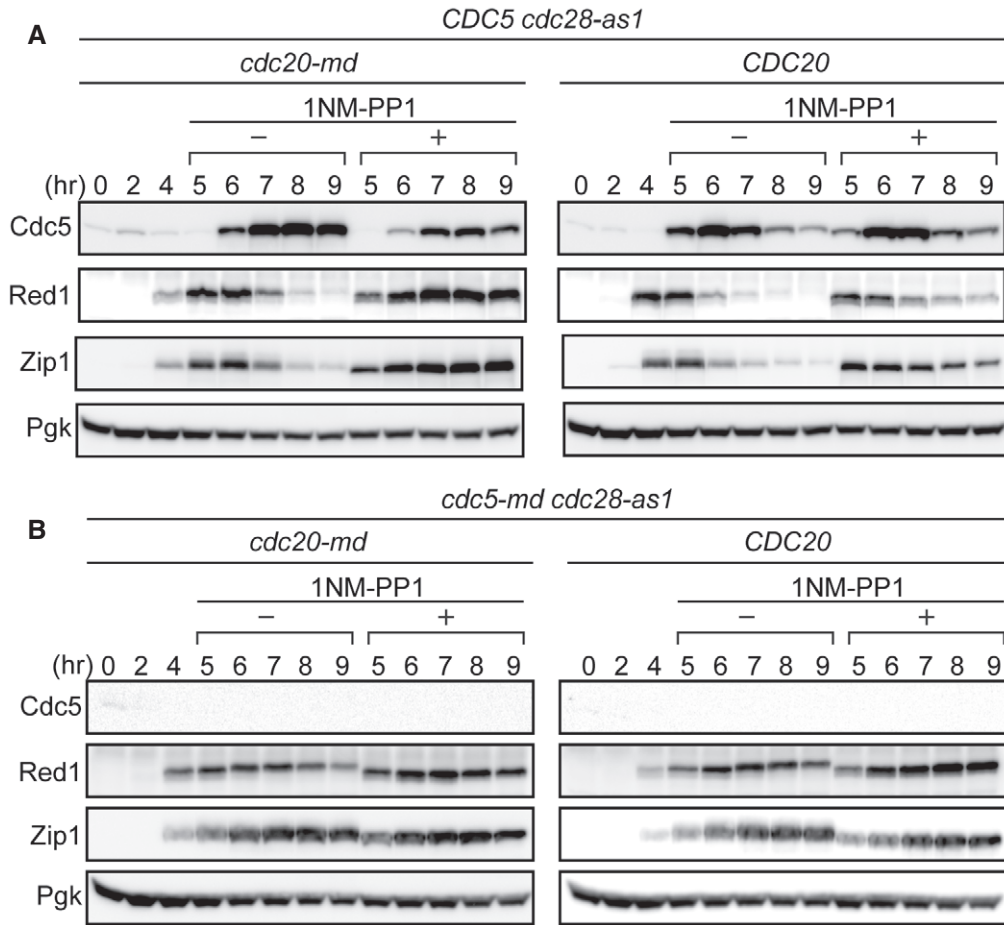 A
CDC5 cdc28-as1
cdc20-md CDC20
1NM-PP1 1NM-PP1
− + − +
(hr) 0 2 4 5 6 7 8 9 5 6 7 8 9 0 2 4 5 6 7 8 9 5 6 7 8 9
Cdc5
Red1
Zip1
Pgk
B
cdc5-md cdc28-as1
cdc20-md CDC20
1NM-PP1 1NM-PP1
− + − +
(hr) 0 2 4 5 6 7 8 9 5 6 7 8 9 0 2 4 5 6 7 8 9 5 6 7 8 9
Cdc5
Red1
Zip1
Pgk